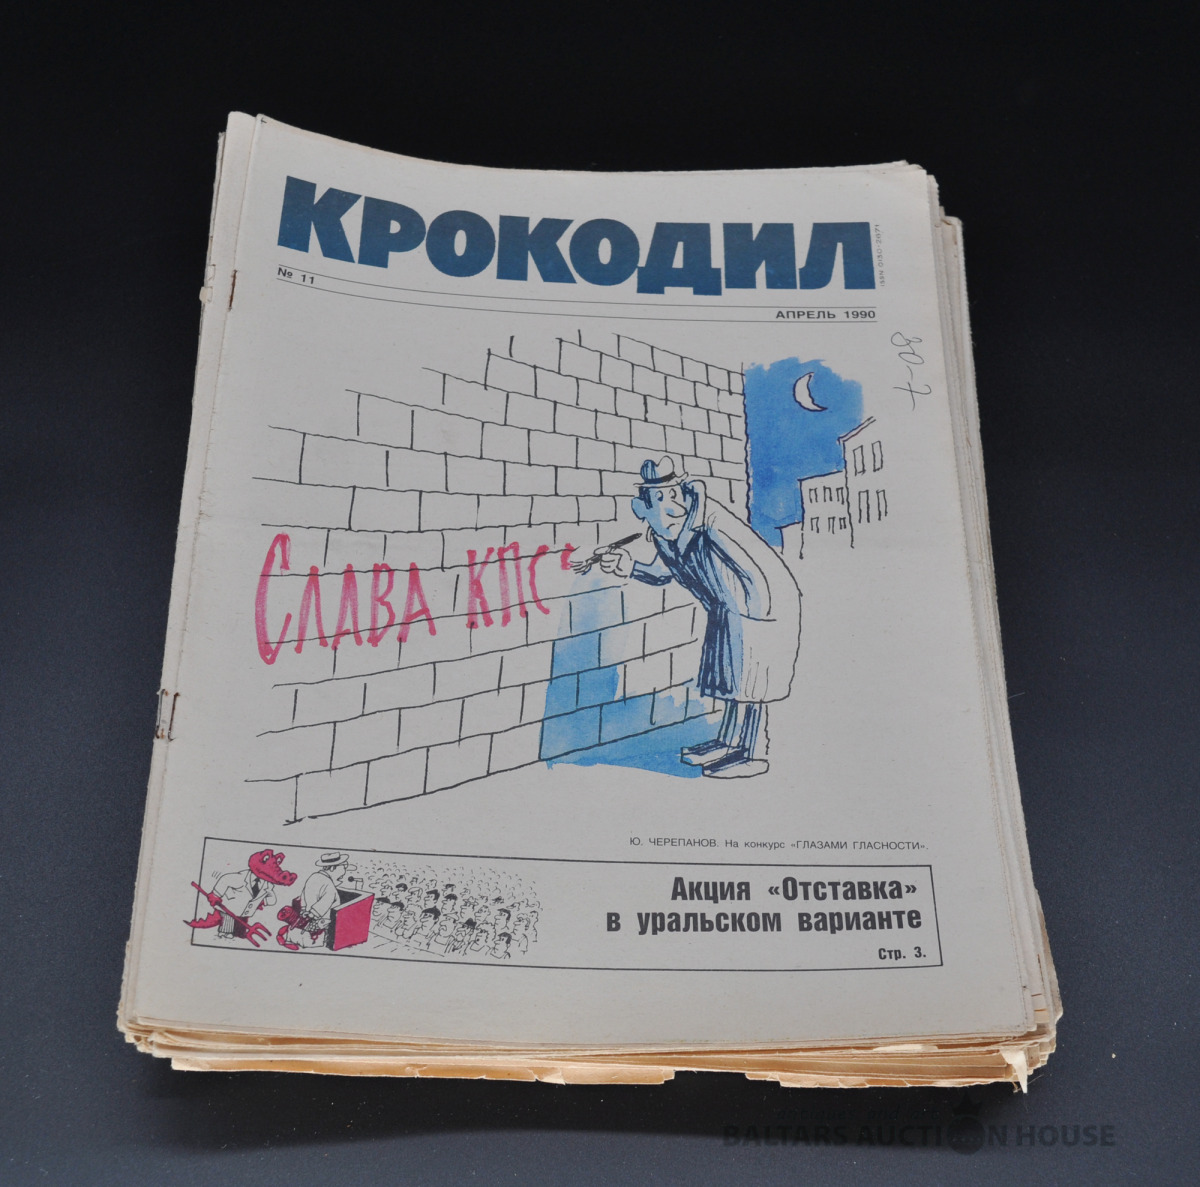 КРОКОДИЛ
ISSN 0130-2671
№ 11
АПРЕЛЬ 1990
СЛАВА КПС
Ю. ЧЕРЕПАНОВ. На конкурс «ГЛАЗАМИ ГЛАСНОСТИ».
Акция «Отставка»
в уральском варианте
Стр. 3.
BALTARS AUCTION HOUSE